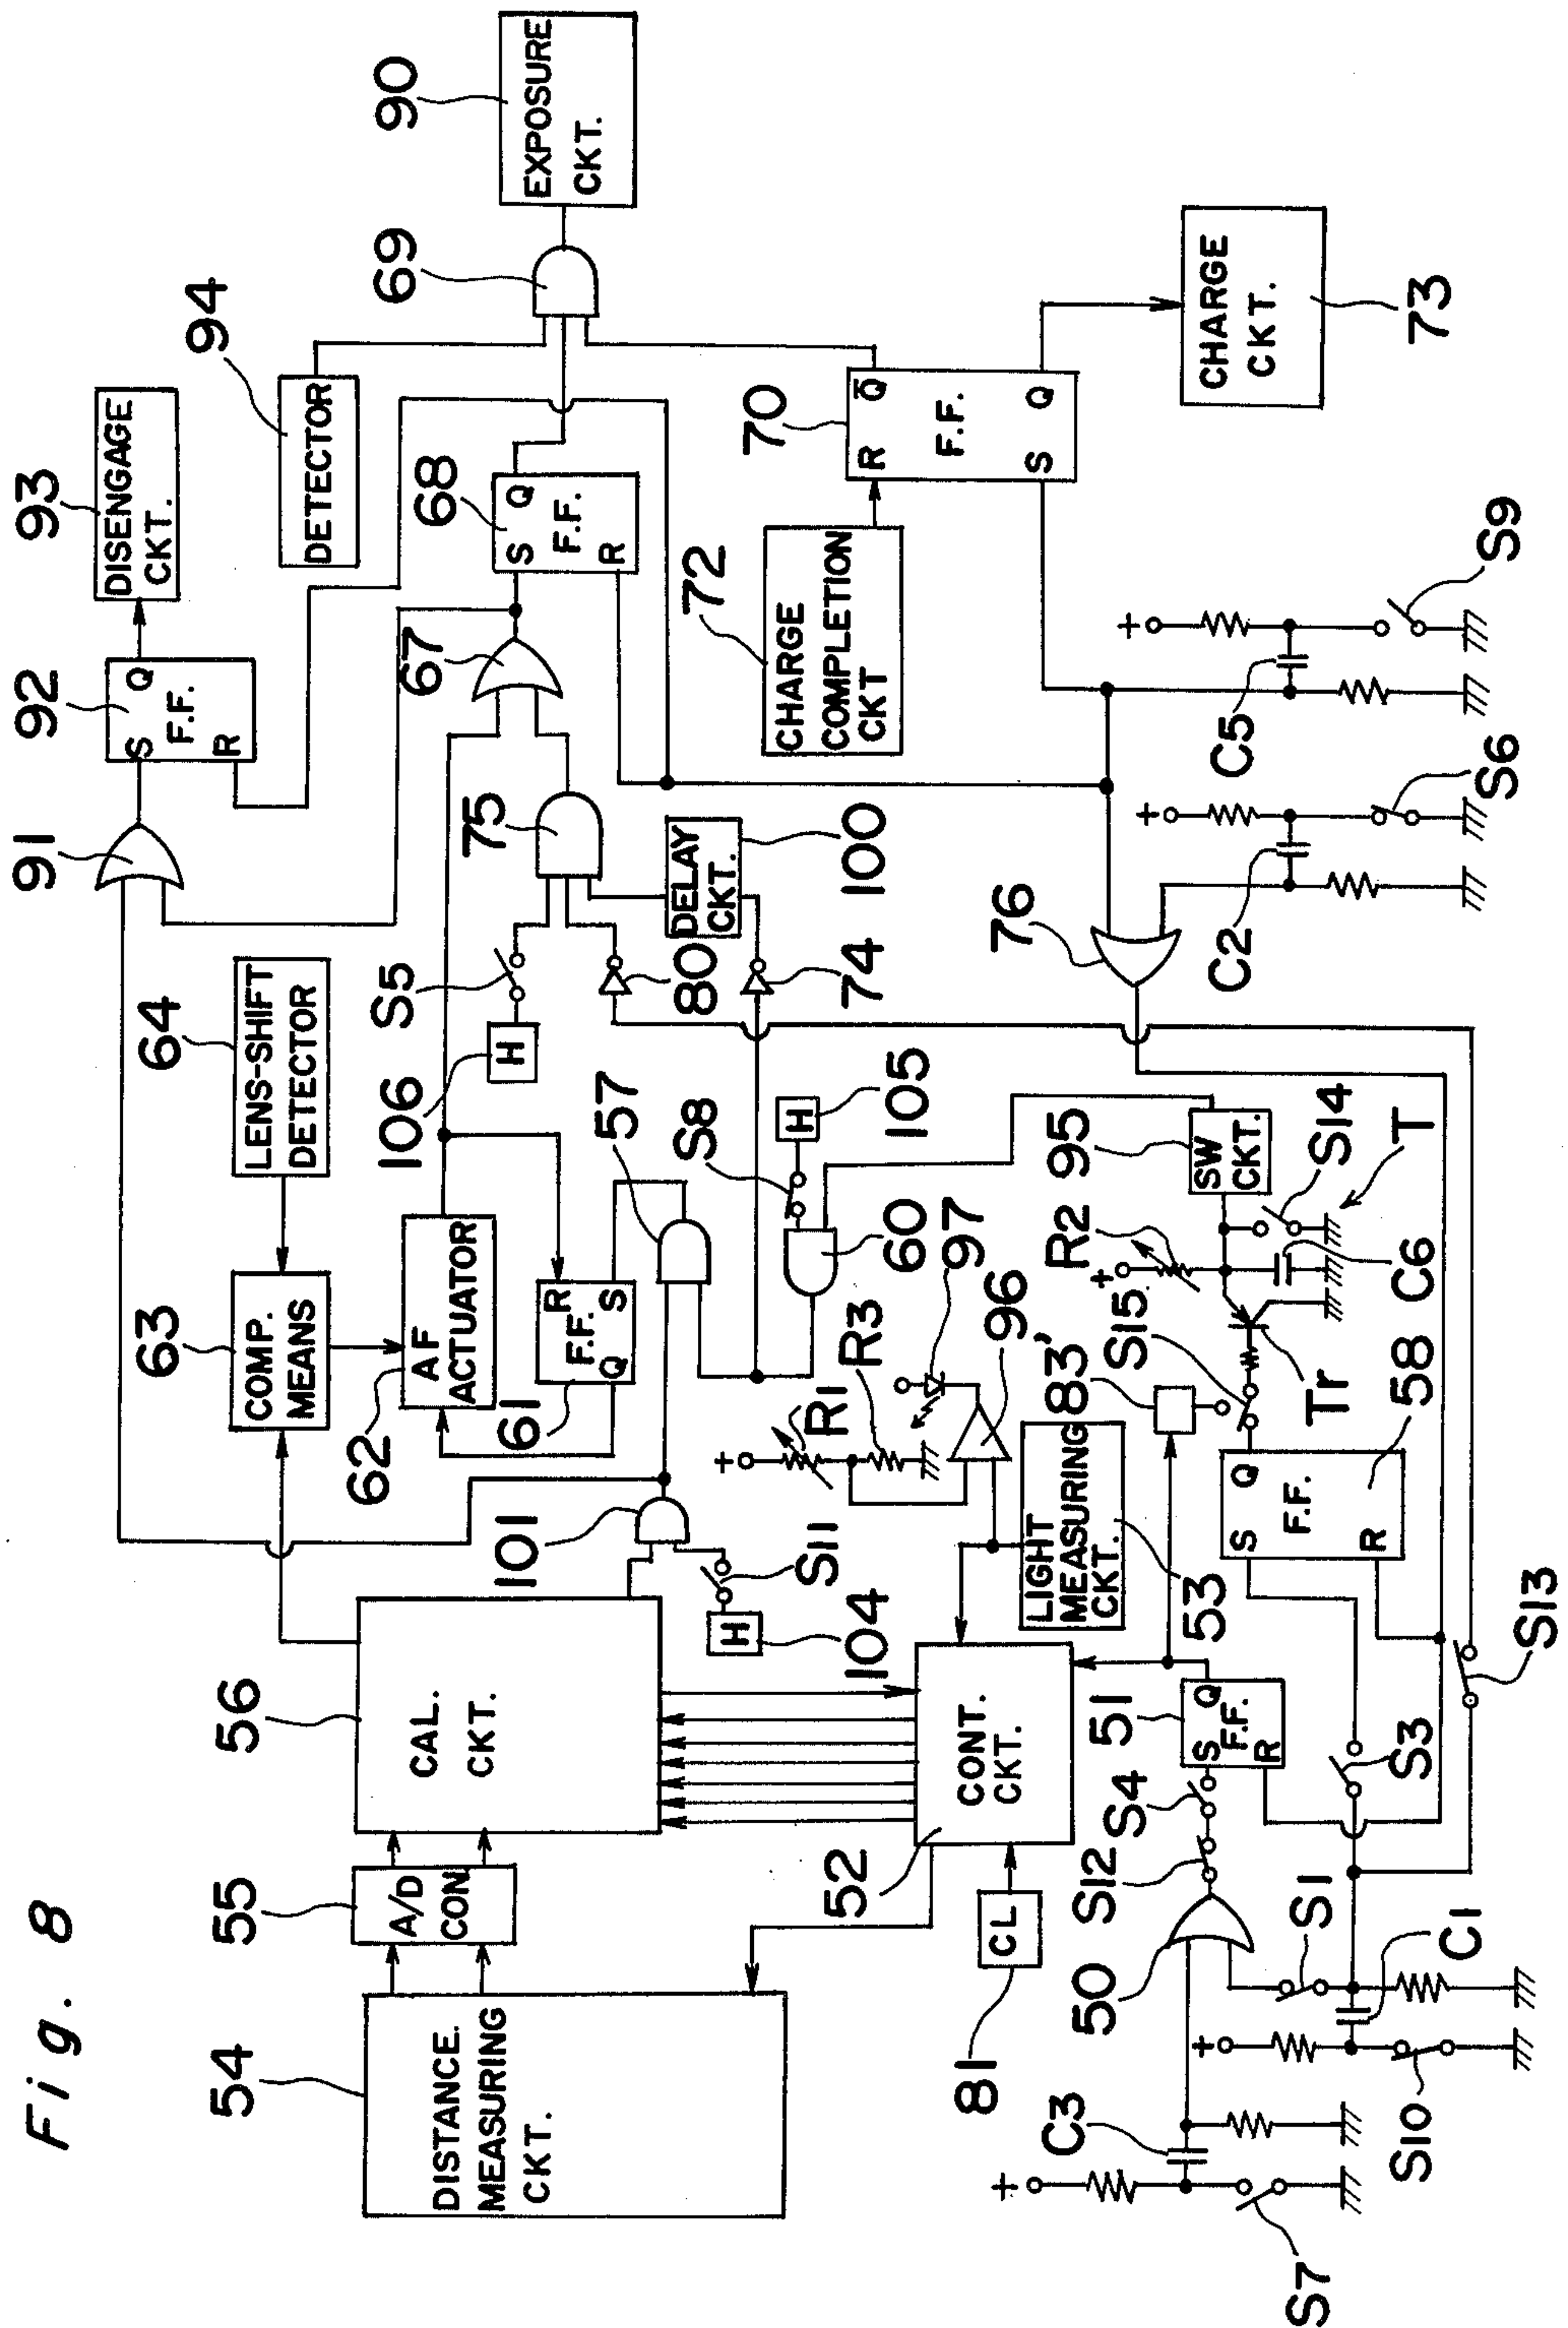 Fig. 8
54
DISTANCE.
MEASURING
CKT.
55
A/D
CON
56
CAL.
CKT.
63
COMP.
MEANS
64
LENS-SHIFT
DETECTOR
91
92
S
Q
F.F.
R
93
DISENGAGE
CKT.
94
DETECTOR
62
AF
ACTUATOR
61
R
F.F.
Q
S
57
106
H
S5
75
67
68
S
Q
F.F.
R
69
90
EXPOSURE
CKT.
101
S11
104
H
S8
H
105
60
80
74
DELAY
CKT.
100
72
CHARGE
COMPLETION
CKT
70
R
Q̅
F.F.
S
Q
CHARGE
CKT.
73
52
CONT.
CKT.
81
CL
53
LIGHT
MEASURING
CKT.
+
R1
R3
96
97
83'
S15
Tr
+
R2
95
SW
CKT.
S14
T
C6
76
+
C2
S6
+
C5
S9
50
S12
S4
51
S
Q
F.F.
R
58
S
Q
F.F.
R
S3
S13
+
C3
S7
+
S10
C1
S1